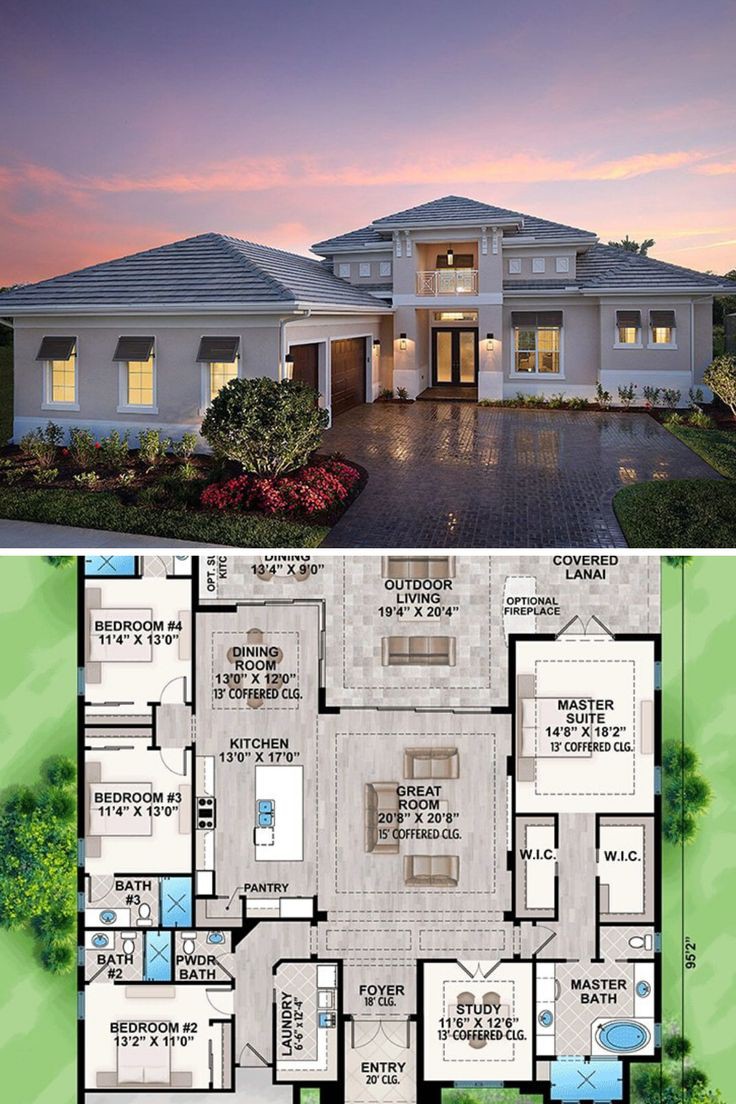 DINING
13'4" X 9'0"
OPT. SU
KITC
OUTDOOR
LIVING
19'4" X 20'4"
COVERED
LANAI
OPTIONAL
FIREPLACE
BEDROOM #4
11'4" X 13'0"
DINING
ROOM
13'0" X 12'0"
13' COFFERED CLG.
MASTER
SUITE
14'8" X 18'2"
13' COFFERED CLG.
KITCHEN
13'0" X 17'0"
BEDROOM #3
11'4" X 13'0"
GREAT
ROOM
20'8" X 20'8"
15' COFFERED CLG.
W.I.C.
W.I.C.
BATH
#3
PANTRY
BATH
#2
PWDR
BATH
95'2"
FOYER
18' CLG.
STUDY
11'6" X 12'6"
13' COFFERED CLG.
MASTER
BATH
LAUNDRY
6'-6" x 12'-4"
BEDROOM #2
13'2" X 11'0"
ENTRY
20' CLG.